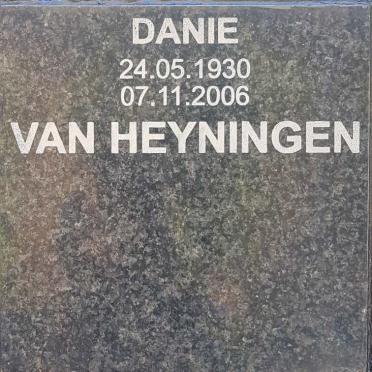 DANIE
24.05.1930
07.11.2006
VAN HEYNINGEN